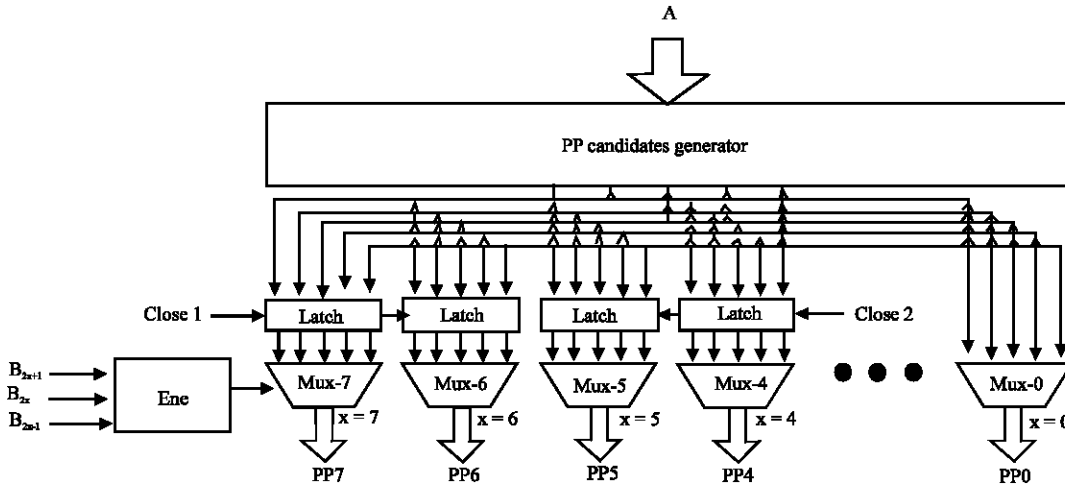 A
PP candidates generator
Close 1
Latch
Latch
Latch
Latch
Close 2
B2x+1
B2x
B2x-1
Ene
Mux-7
Mux-6
Mux-5
Mux-4
Mux-0
x = 7
x = 6
x = 5
x = 4
x = 0
PP7
PP6
PP5
PP4
PP0